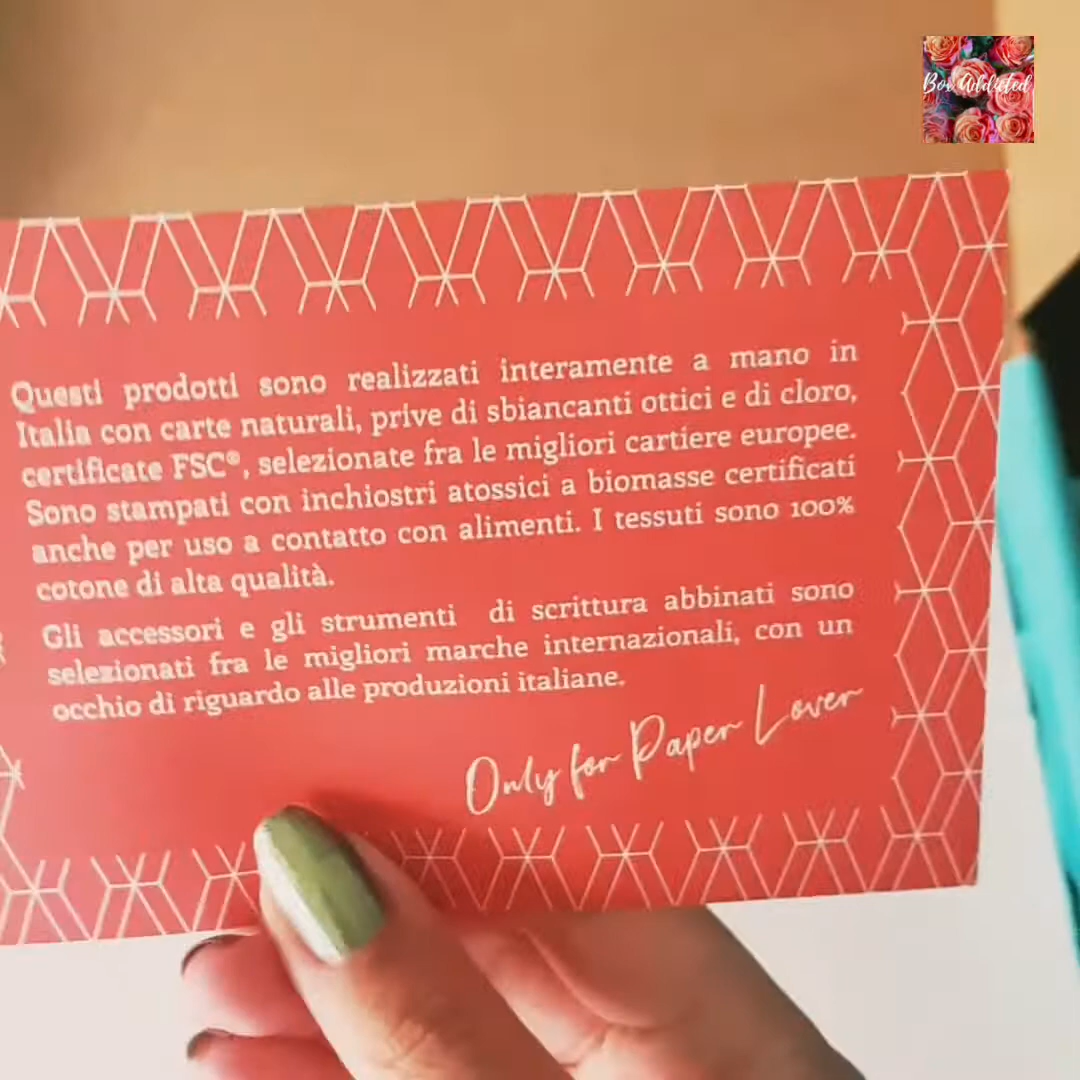 Box Addicted
Questi prodotti sono realizzati interamente a mano in
Italia con carte naturali, prive di sbiancanti ottici e di cloro,
certificate FSC®, selezionate fra le migliori cartiere europee.
Sono stampati con inchiostri atossici a biomasse certificati
anche per uso a contatto con alimenti. I tessuti sono 100%
cotone di alta qualità.
Gli accessori e gli strumenti di scrittura abbinati sono
selezionati fra le migliori marche internazionali, con un
occhio di riguardo alle produzioni italiane.
Only for Paper Lover